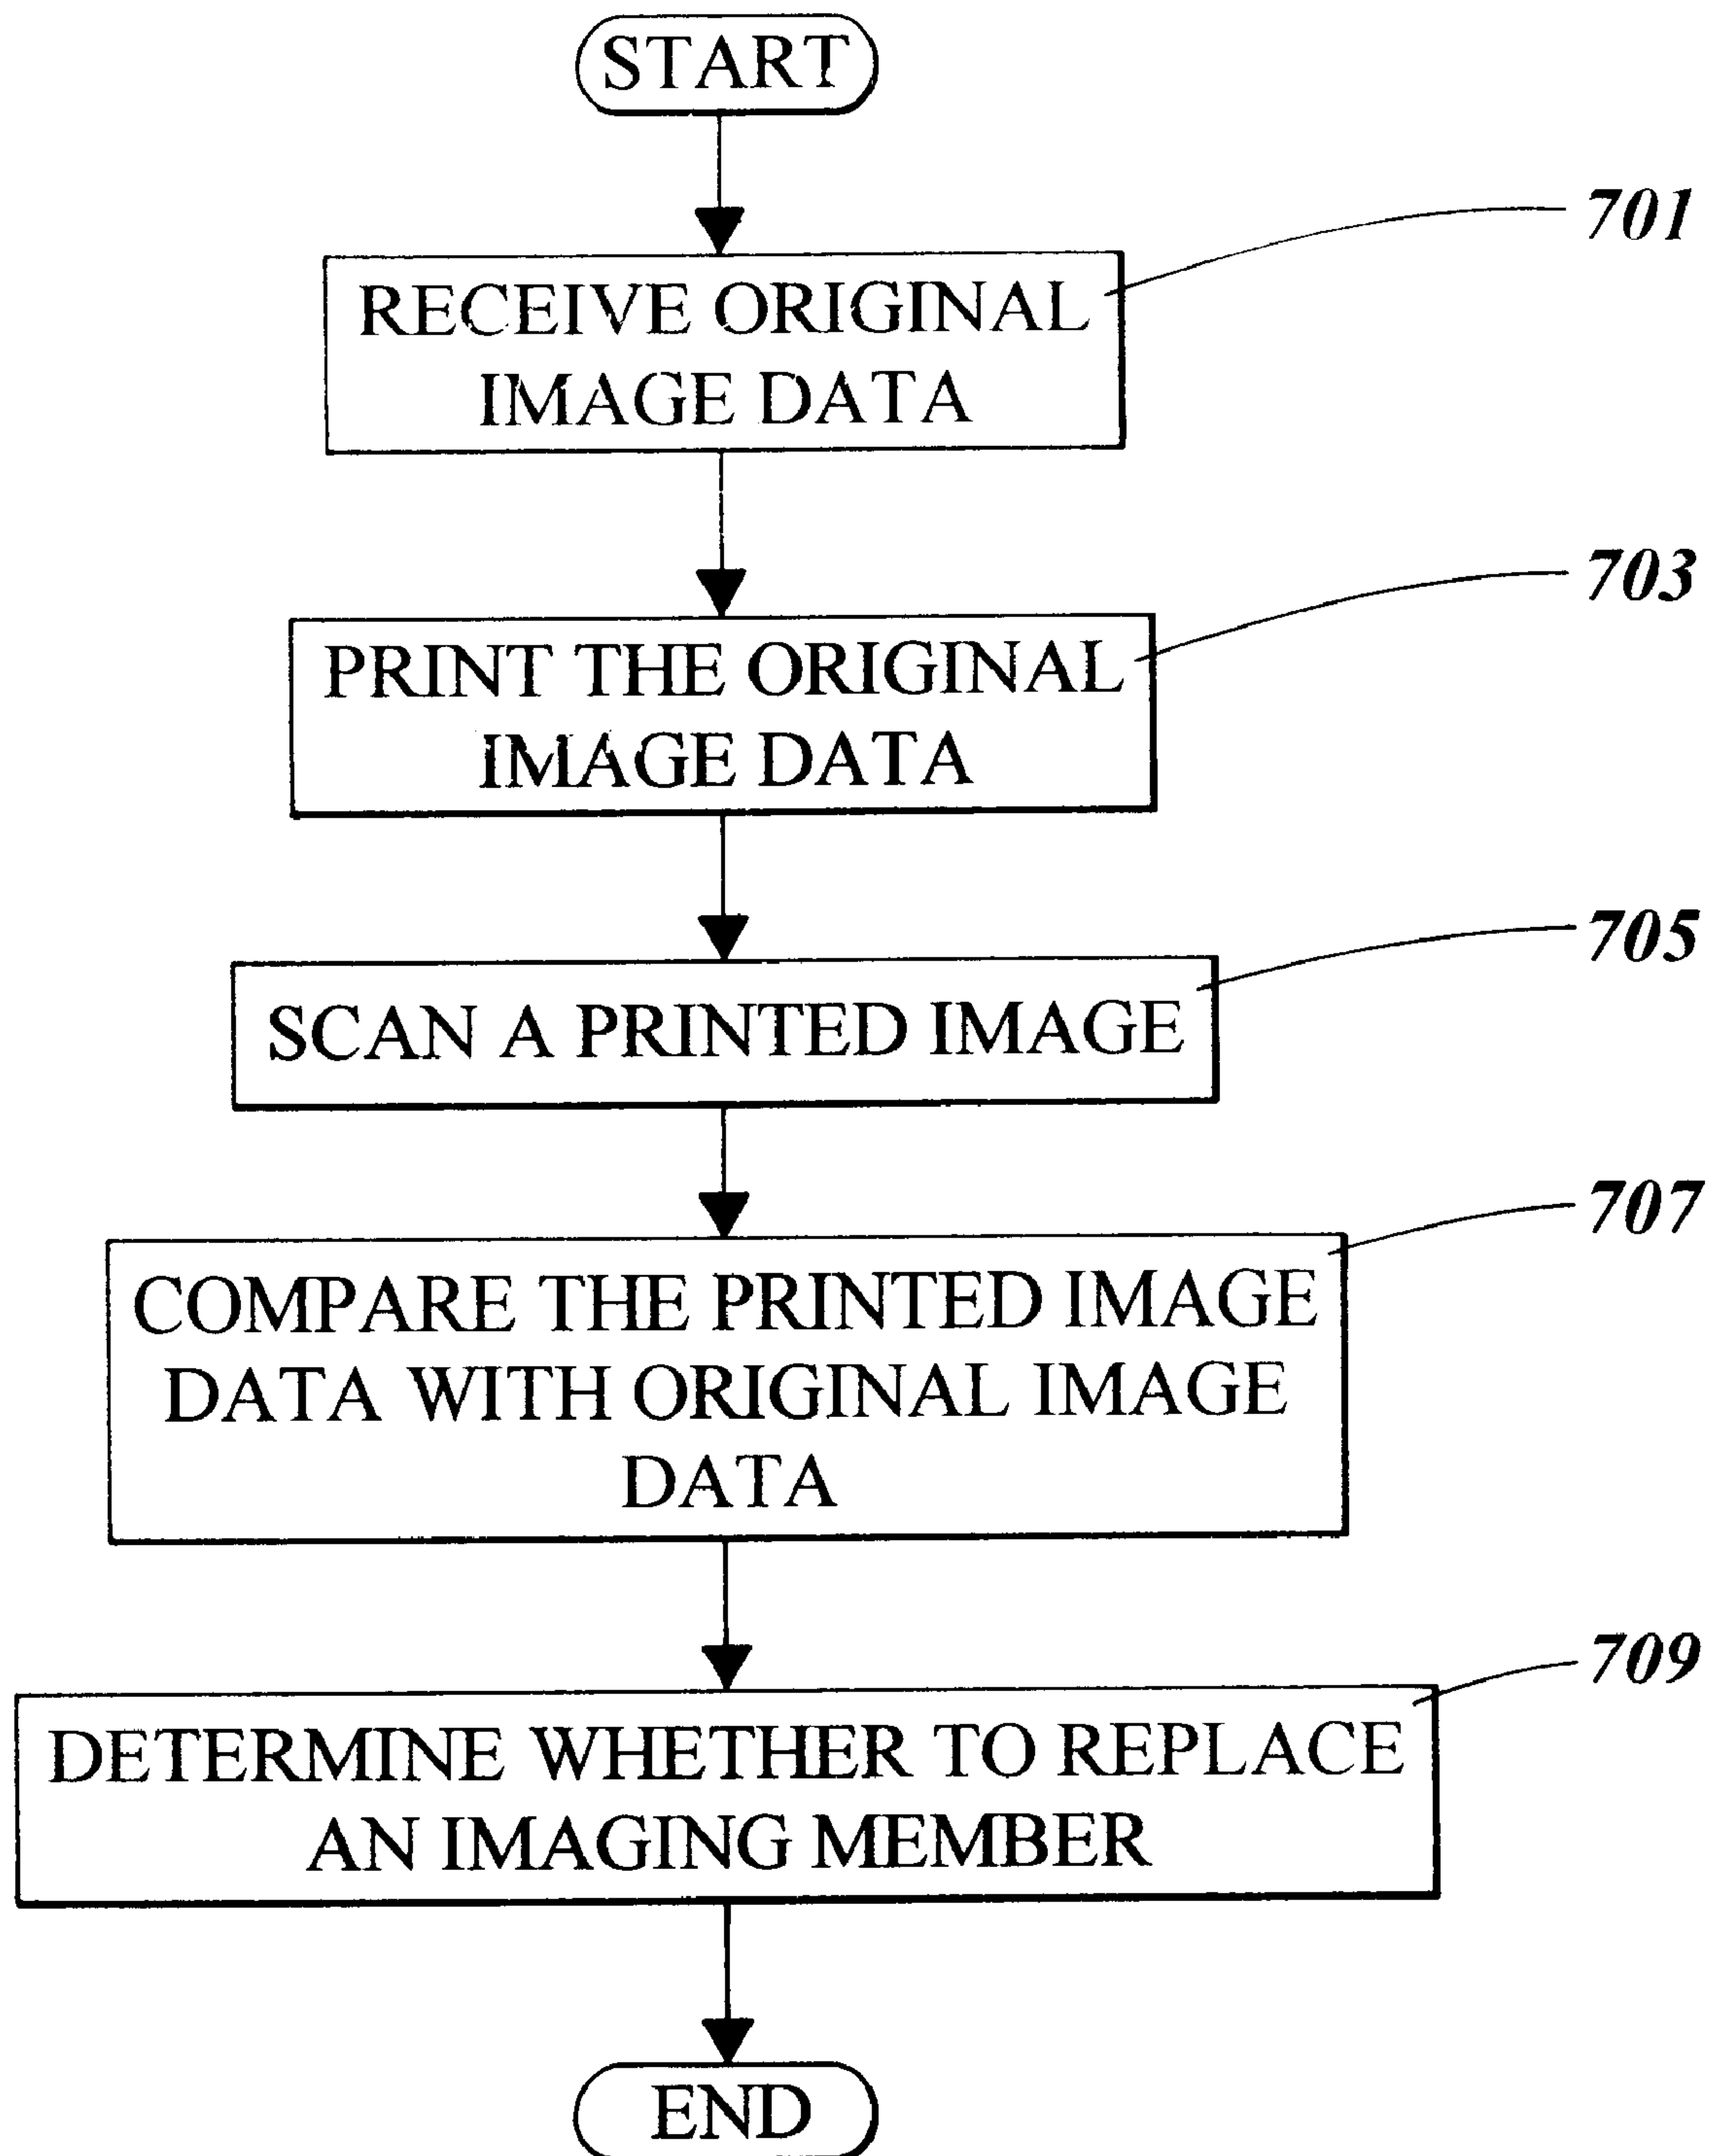 START
701
RECEIVE ORIGINAL
IMAGE DATA
703
PRINT THE ORIGINAL
IMAGE DATA
705
SCAN A PRINTED IMAGE
707
COMPARE THE PRINTED IMAGE
DATA WITH ORIGINAL IMAGE
DATA
709
DETERMINE WHETHER TO REPLACE
AN IMAGING MEMBER
END